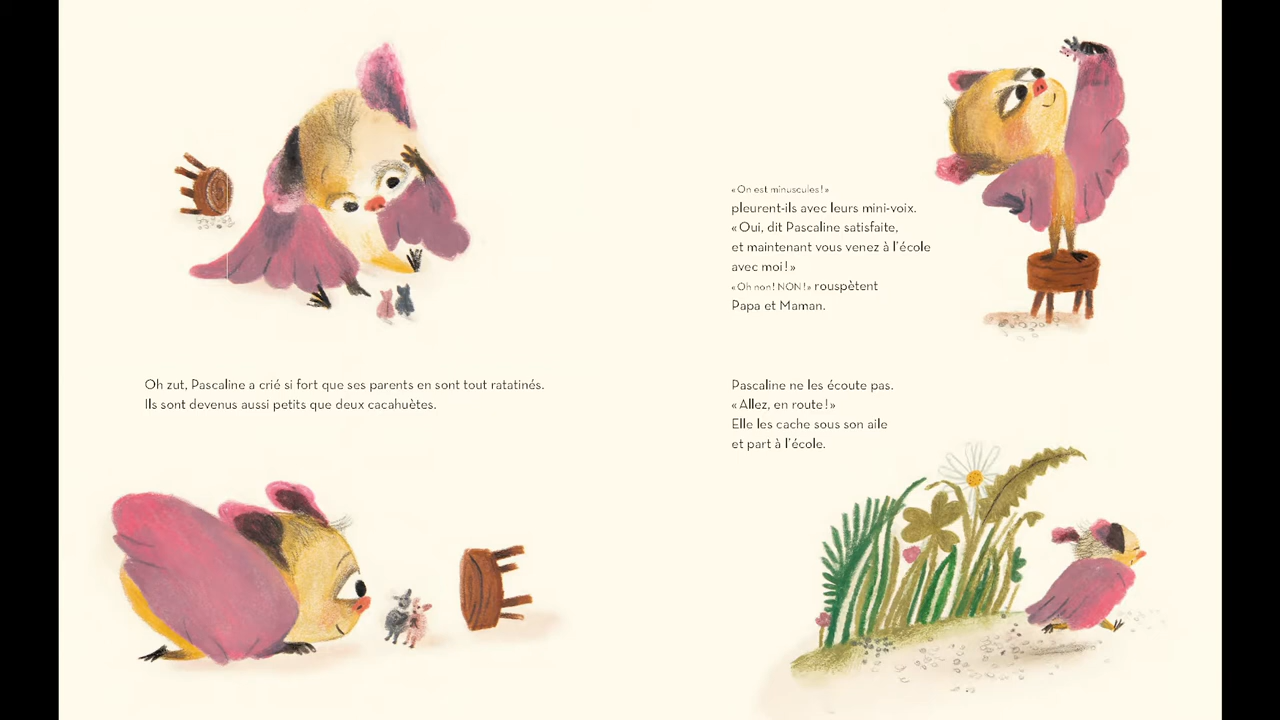 Oh zut, Pascaline a crié si fort que ses parents en sont tout ratatinés.
Ils sont devenus aussi petits que deux cacahuètes.
« On est minuscules ! »
pleurent-ils avec leurs mini-voix.
« Oui, dit Pascaline satisfaite,
et maintenant vous venez à l'école
avec moi ! »
« Oh non ! NON ! » rouspètent
Papa et Maman.
Pascaline ne les écoute pas.
« Allez, en route ! »
Elle les cache sous son aile
et part à l'école.